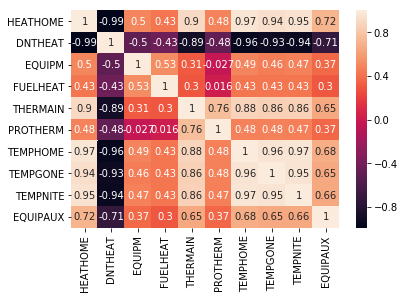 HEATHOME 1 -0.99 0.5 0.43 0.9 0.48 0.97 0.94 0.95 0.72
DNTHEAT -0.99 1 -0.5 -0.43 -0.89 -0.48 -0.96 -0.93 -0.94 -0.71
EQUIPM 0.5 -0.5 1 0.53 0.31 -0.027 0.49 0.46 0.47 0.37
FUELHEAT 0.43 -0.43 0.53 1 0.3 0.016 0.43 0.43 0.43 0.3
THERMAIN 0.9 -0.89 0.31 0.3 1 0.76 0.88 0.86 0.86 0.65
PROTHERM 0.48 -0.48 -0.027 0.016 0.76 1 0.48 0.48 0.47 0.37
TEMPHOME 0.97 -0.96 0.49 0.43 0.88 0.48 1 0.96 0.97 0.68
TEMPGONE 0.94 -0.93 0.46 0.43 0.86 0.48 0.96 1 0.95 0.65
TEMPNITE 0.95 -0.94 0.47 0.43 0.86 0.47 0.97 0.95 1 0.66
EQUIPAUX 0.72 -0.71 0.37 0.3 0.65 0.37 0.68 0.65 0.66 1
HEATHOME
DNTHEAT
EQUIPM
FUELHEAT
THERMAIN
PROTHERM
TEMPHOME
TEMPGONE
TEMPNITE
EQUIPAUX
0.8
0.4
0.0
−0.4
−0.8